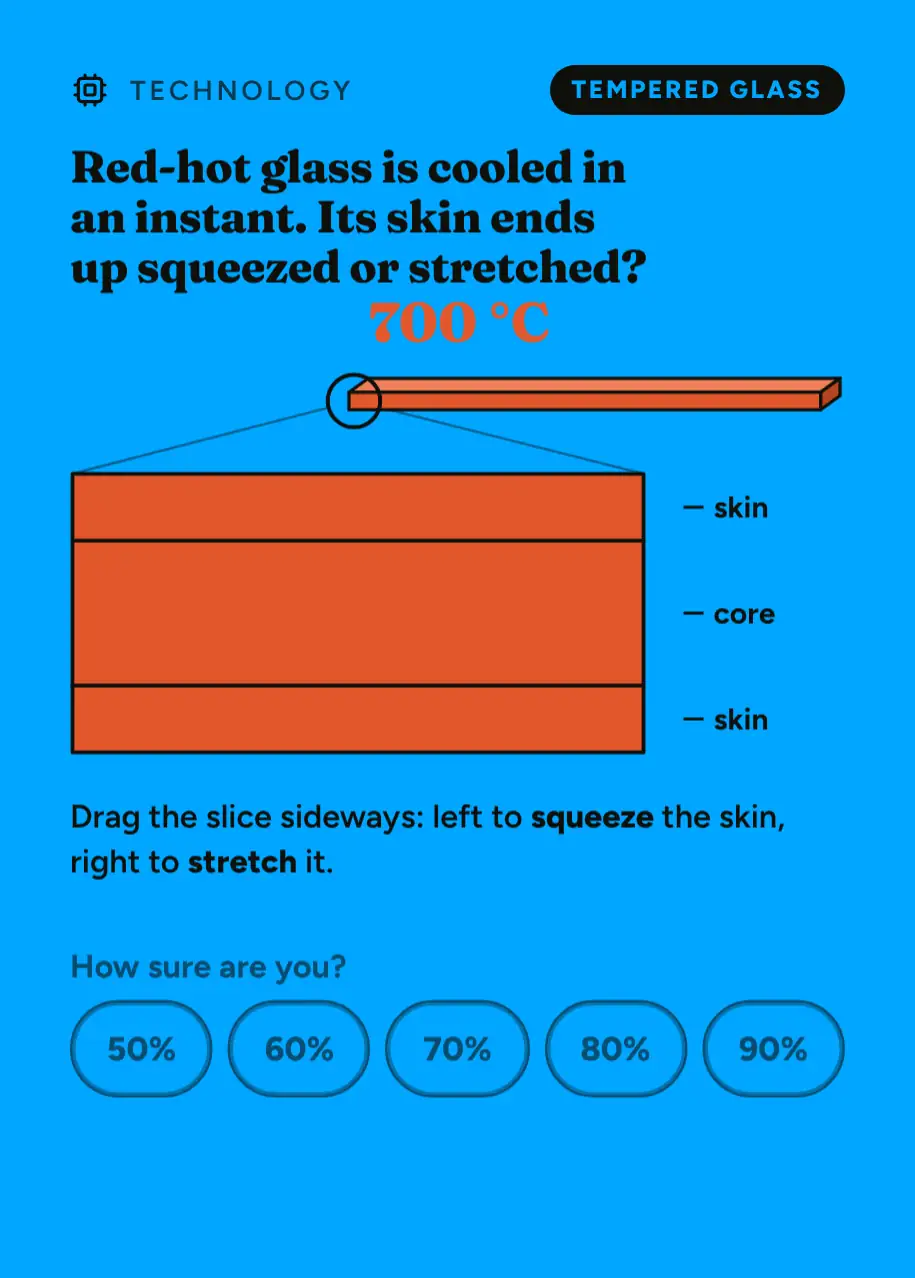 TECHNOLOGY
TEMPERED GLASS
Red-hot glass is cooled in
an instant. Its skin ends
up squeezed or stretched?
700 °C
– skin
– core
– skin
Drag the slice sideways: left to squeeze the skin,
right to stretch it.
How sure are you?
50% 60% 70% 80% 90%